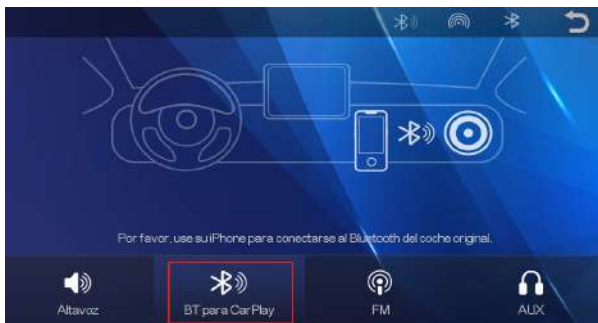 Por favor, use su iPhone para conectarse al Bluetooth del coche original.
Altavoz
BT para CarPlay
FM
AUX